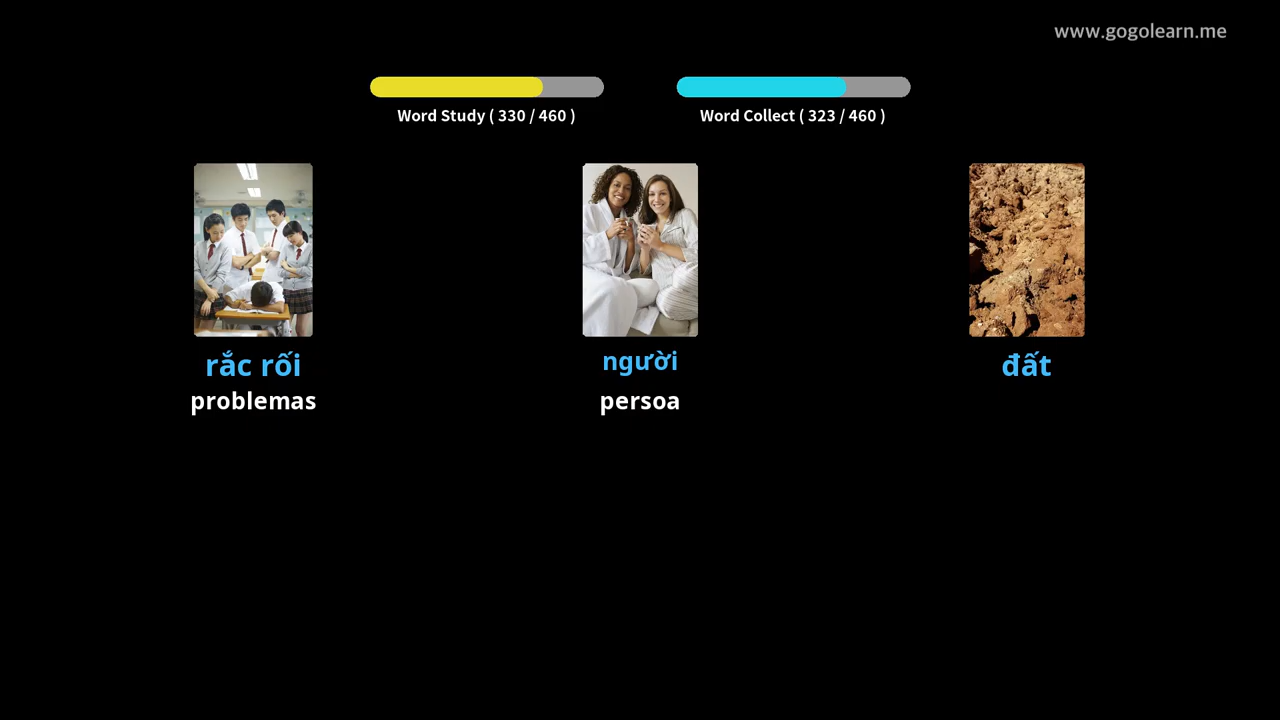 www.gogolearn.me
Word Study ( 330 / 460 )
Word Collect ( 323 / 460 )
rắc rối
người
đất
problemas
persoa